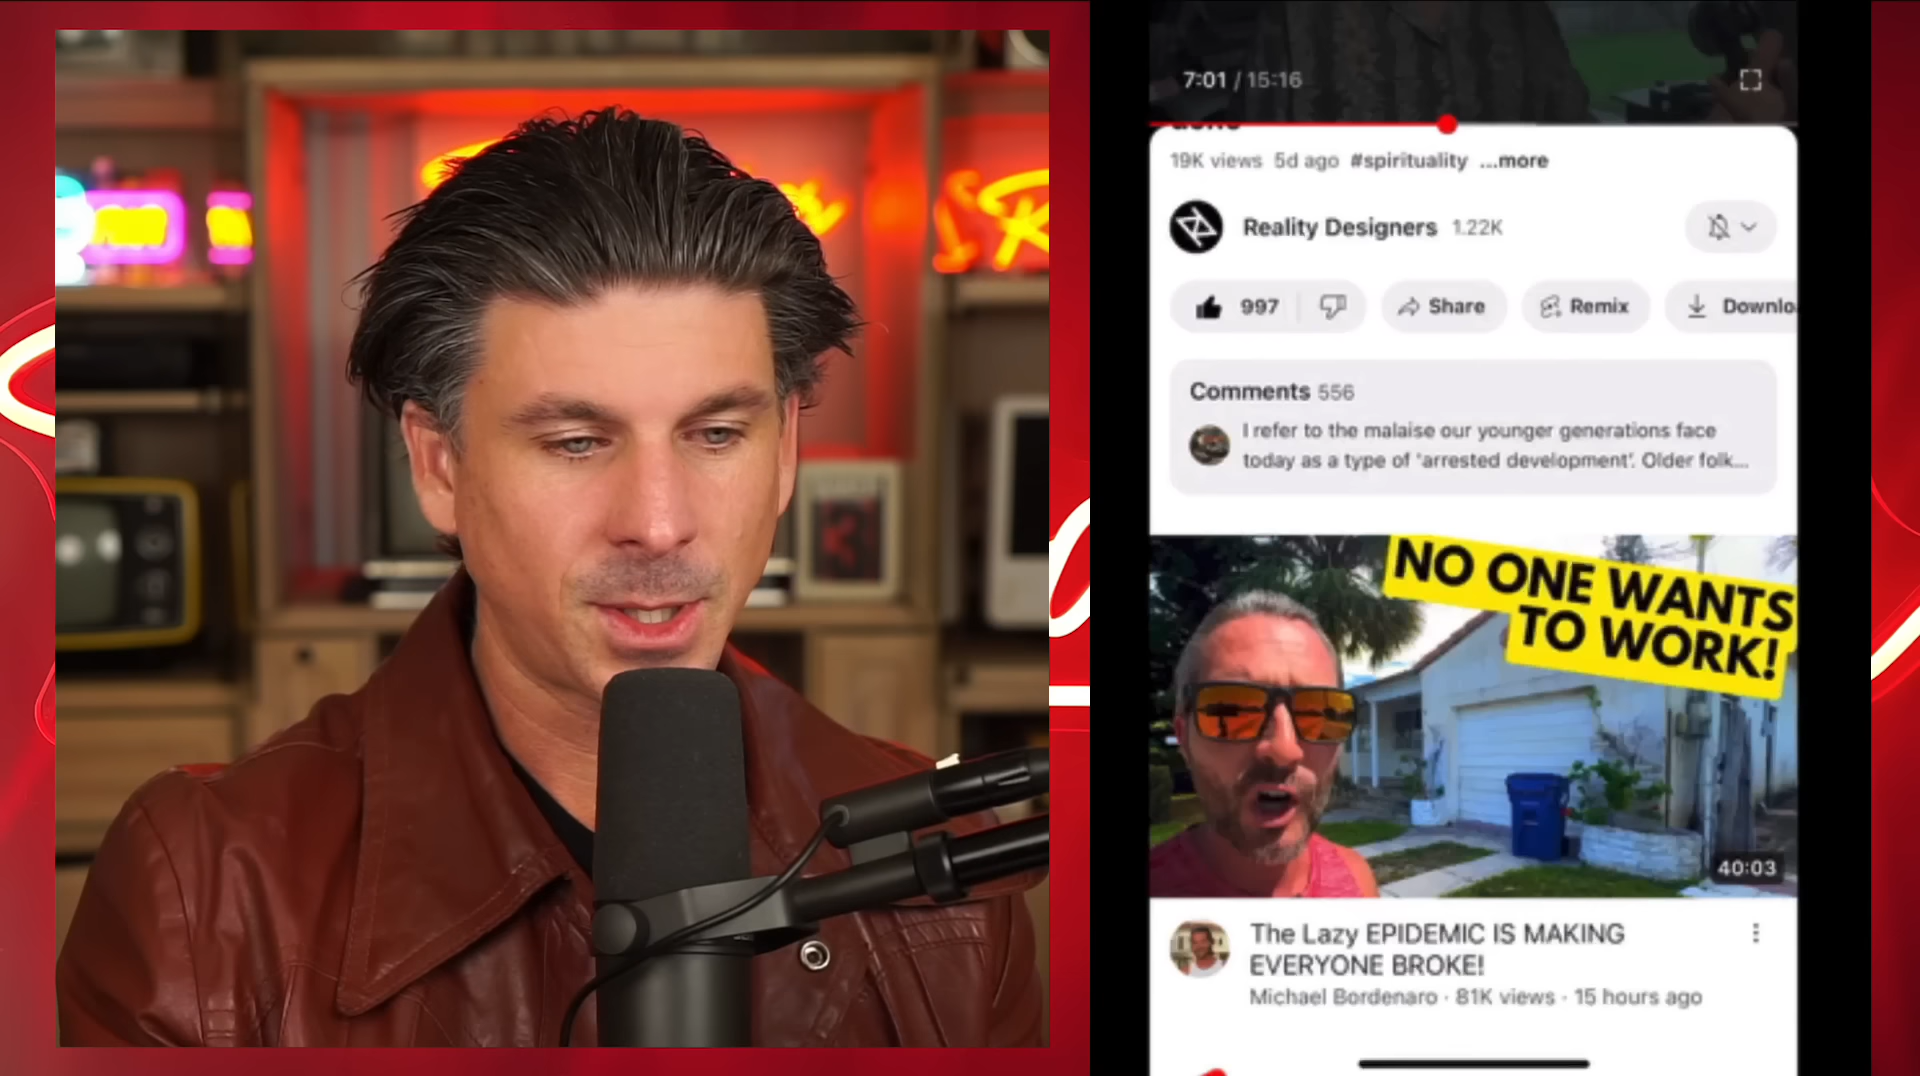 7:01 / 15:16
19K views 5d ago #spirituality ...more
Reality Designers 1.22K
997
Share
Remix
Downlo
Comments 556
I refer to the malaise our younger generations face
today as a type of 'arrested development'. Older folk...
NO ONE WANTS
TO WORK!
40:03
The Lazy EPIDEMIC IS MAKING
EVERYONE BROKE!
Michael Bordenaro · 81K views · 15 hours ago